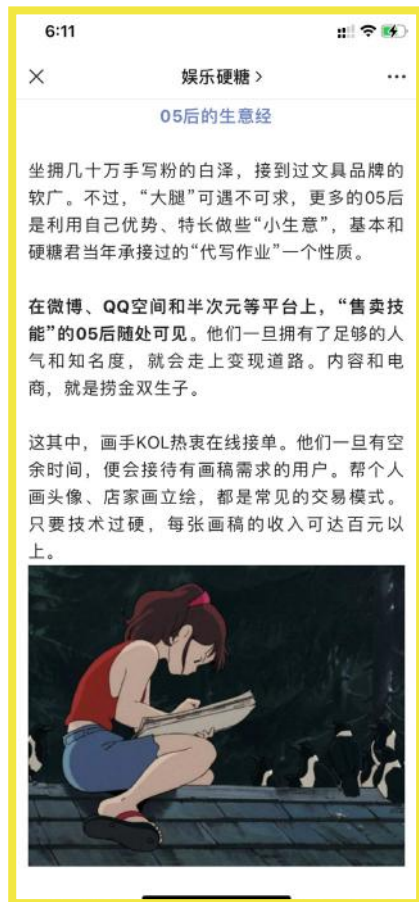 6:11
娱乐硬糖 >
05后的生意经
坐拥几十万手写粉的白泽，接到过文具品牌的
软广。不过，“大腿”可遇不可求，更多的05后
是利用自己优势、特长做些“小生意”，基本和
硬糖君当年承接过的“代写作业”一个性质。
在微博、QQ空间和半次元等平台上，“售卖技
能”的05后随处可见。他们一旦拥有了足够的人
气和知名度，就会走上变现道路。内容和电
商，就是捞金双生子。
这其中，画手KOL热衷在线接单。他们一旦有空
余时间，便会接待有画稿需求的用户。帮个人
画头像、店家画立绘，都是常见的交易模式。
只要技术过硬，每张画稿的收入可达百元以
上。